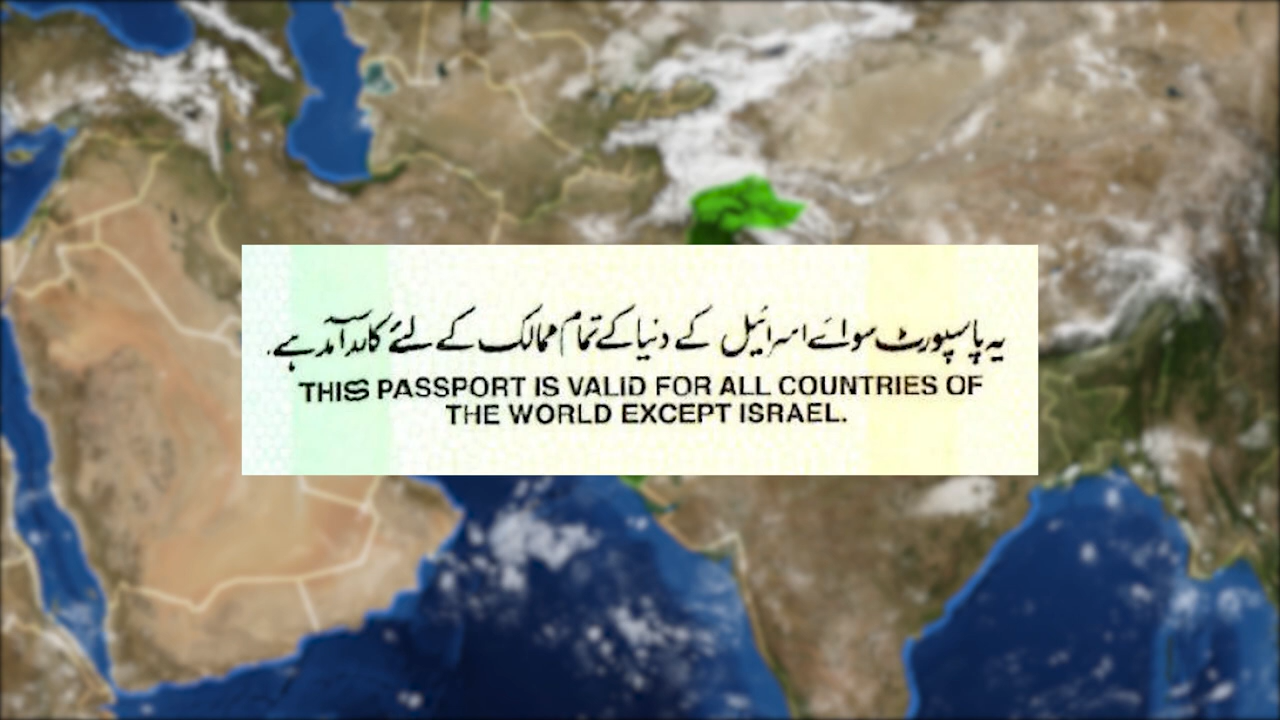 یہ پاسپورٹ سوائے اسرائیل کے دنیا کے تمام ممالک کے لئے کارآمد ہے۔
THIS PASSPORT IS VALID FOR ALL COUNTRIES OF
THE WORLD EXCEPT ISRAEL.